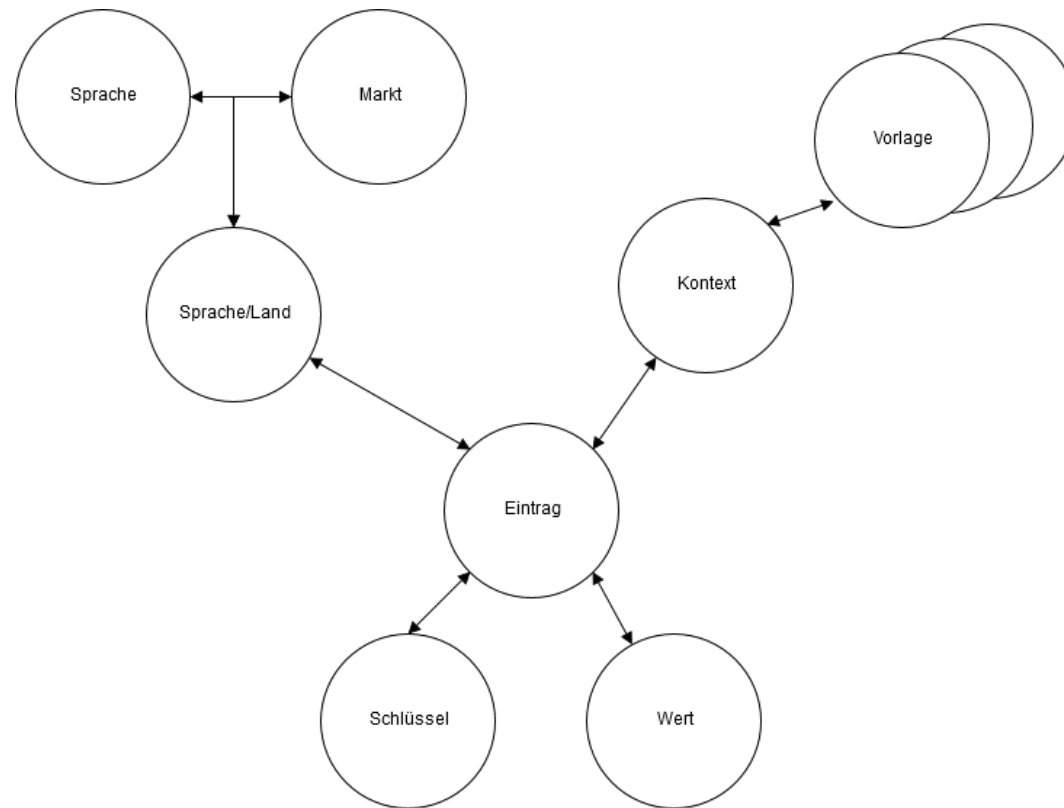 Sprache
Markt
Vorlage
Sprache/Land
Kontext
Eintrag
Schlüssel
Wert